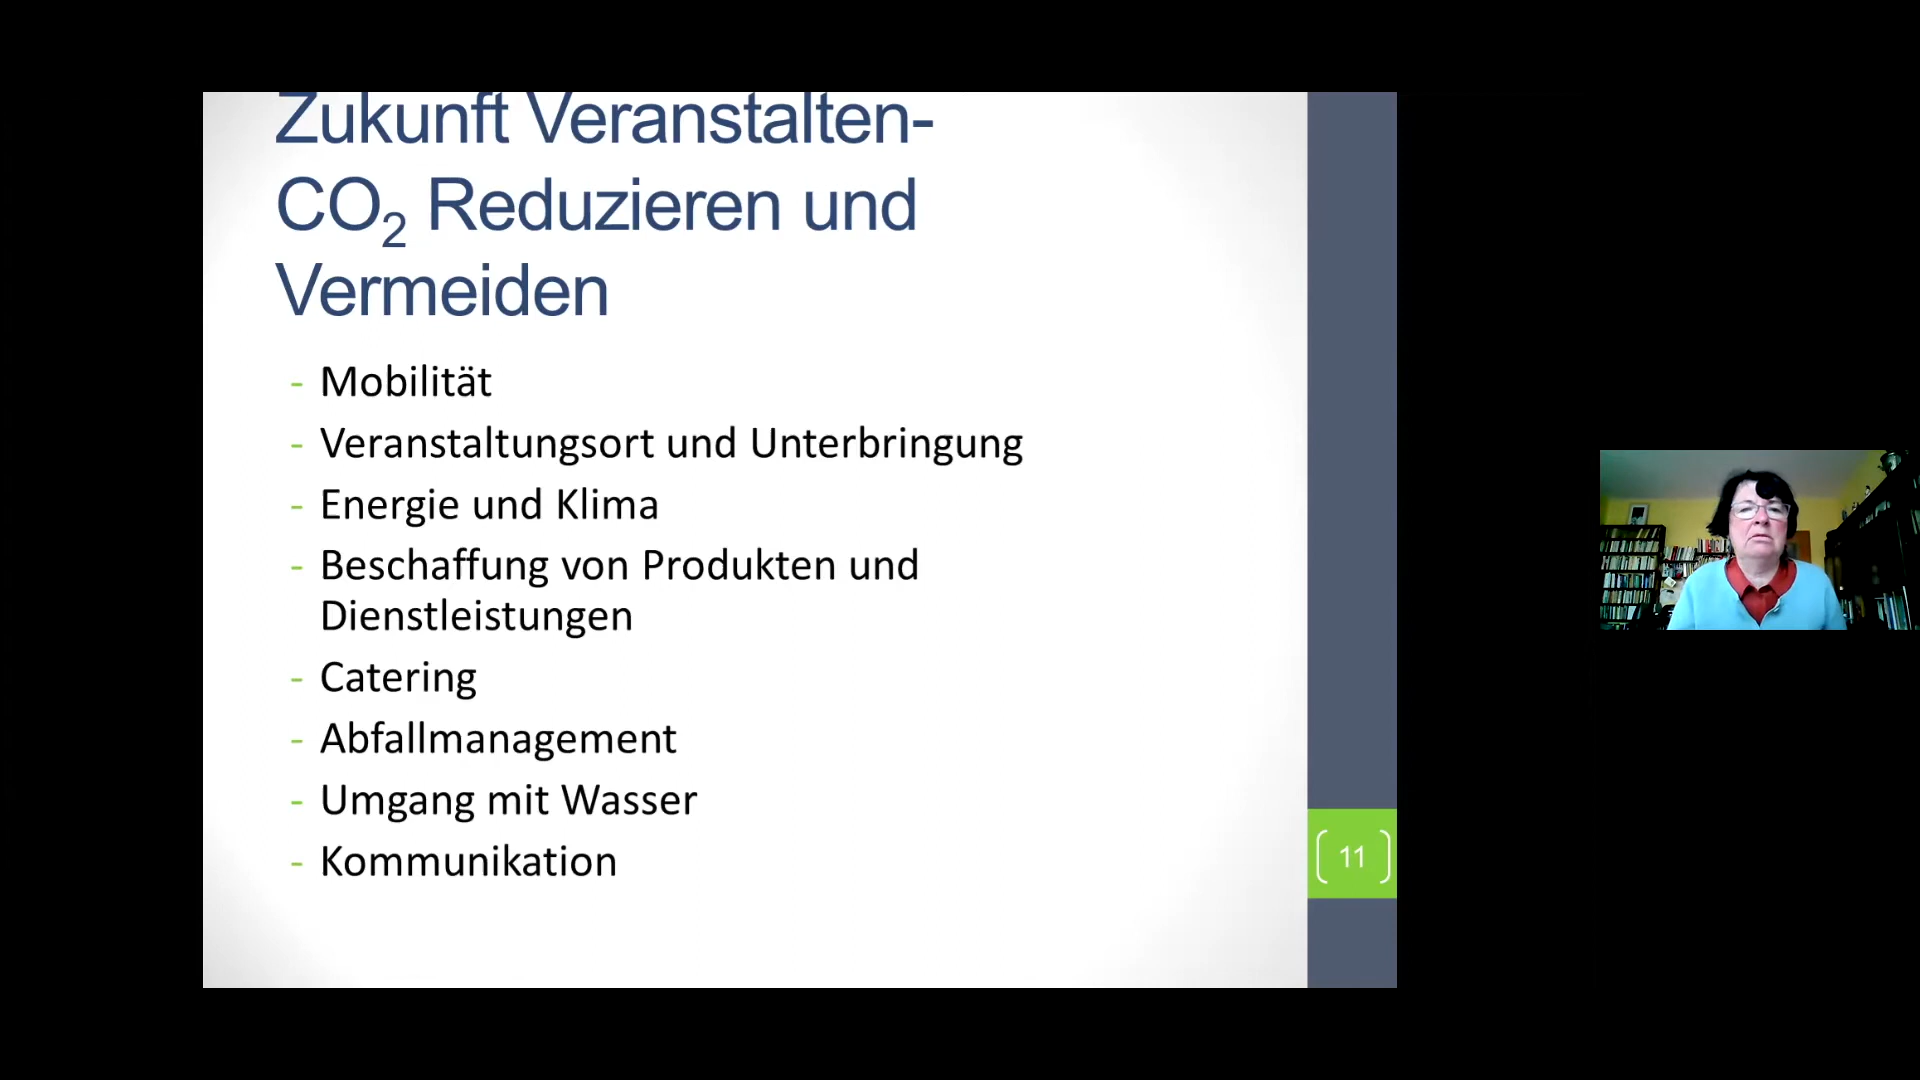 Zukunft Veranstalten-
CO₂ Reduzieren und
Vermeiden
- Mobilität
- Veranstaltungsort und Unterbringung
- Energie und Klima
- Beschaffung von Produkten und
Dienstleistungen
- Catering
- Abfallmanagement
- Umgang mit Wasser
- Kommunikation
11